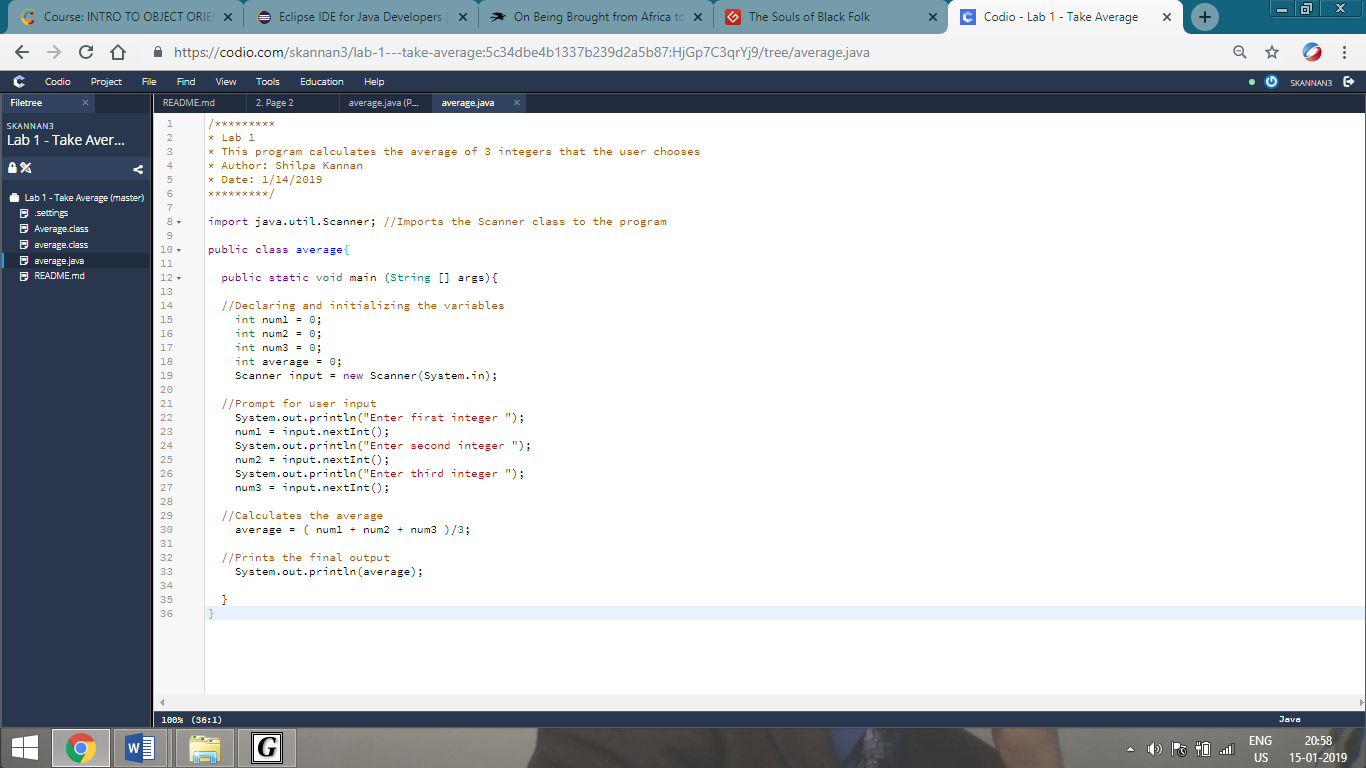 Course: INTRO TO OBJECT ORIE
Eclipse IDE for Java Developers
On Being Brought from Africa to
The Souls of Black Folk
Codio - Lab 1 - Take Average
https://codio.com/skannan3/lab-1---take-average:5c34dbe4b1337b239d2a5b87:HjGp7C3qrYj9/tree/average.java
Codio Project File Find View Tools Education Help SKANNAN3
Filetree
README.md 2. Page 2 average.java (P... average.java
SKANNAN3
Lab 1 - Take Aver...
Lab 1 - Take Average (master)
.settings
Average.class
average.class
average.java
README.md
1 /*********
2 * Lab 1
3 * This program calculates the average of 3 integers that the user chooses
4 * Author: Shilpa Kannan
5 * Date: 1/14/2019
6 *********/
7
8 import java.util.Scanner; //Imports the Scanner class to the program
9
10 public class average{
11
12 public static void main (String [] args){
13
14 //Declaring and initializing the variables
15 int num1 = 0;
16 int num2 = 0;
17 int num3 = 0;
18 int average = 0;
19 Scanner input = new Scanner(System.in);
20
21 //Prompt for user input
22 System.out.println("Enter first integer ");
23 num1 = input.nextInt();
24 System.out.println("Enter second integer ");
25 num2 = input.nextInt();
26 System.out.println("Enter third integer ");
27 num3 = input.nextInt();
28
29 //Calculates the average
30 average = ( num1 + num2 + num3 )/3;
31
32 //Prints the final output
33 System.out.println(average);
34
35 }
36 }
100% (36:1) Java
W
G
ENG
US
20:58
15-01-2019